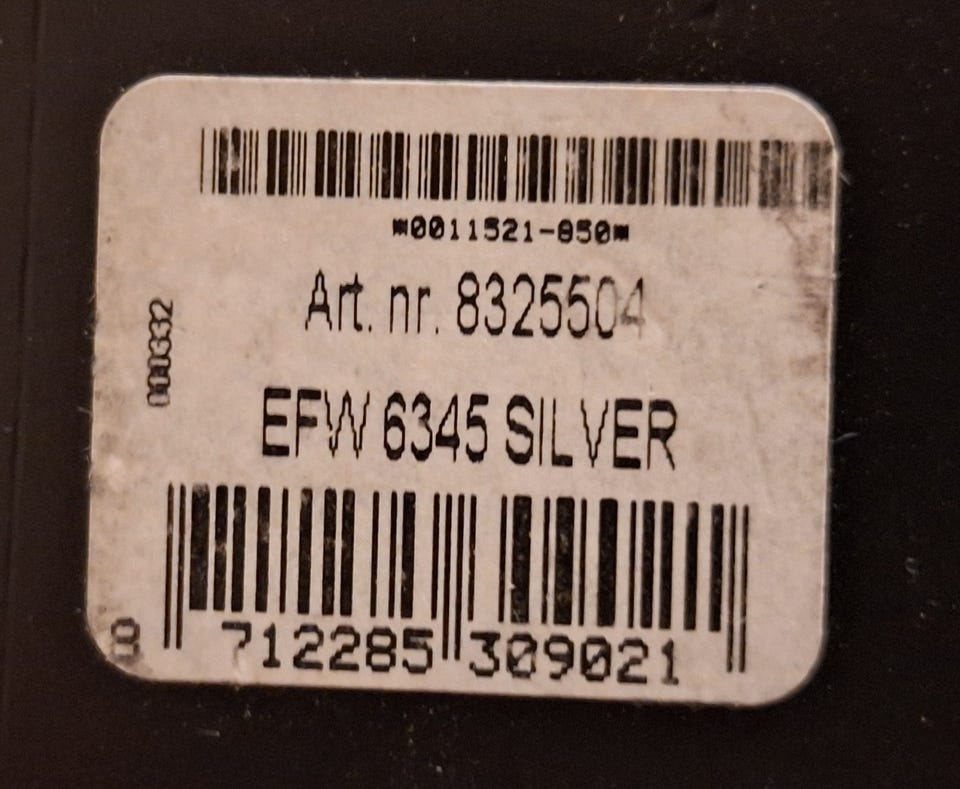 *0011521-850*
Art. nr. 8325504
000332
EFW 6345 SILVER
8 712285 309021